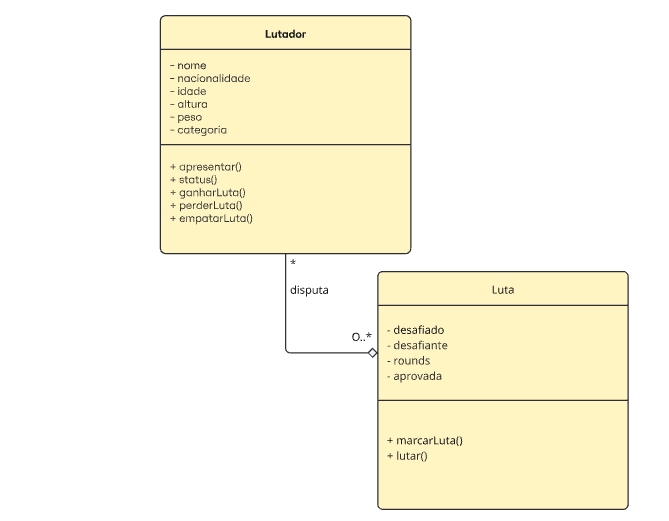 Lutador
- nome
- nacionalidade
- idade
- altura
- peso
- categoria
+ apresentar()
+ status()
+ ganharLuta()
+ perderLuta()
+ empatarLuta()
*
disputa
O..*
Luta
- desafiado
- desafiante
- rounds
- aprovada
+ marcarLuta()
+ lutar()